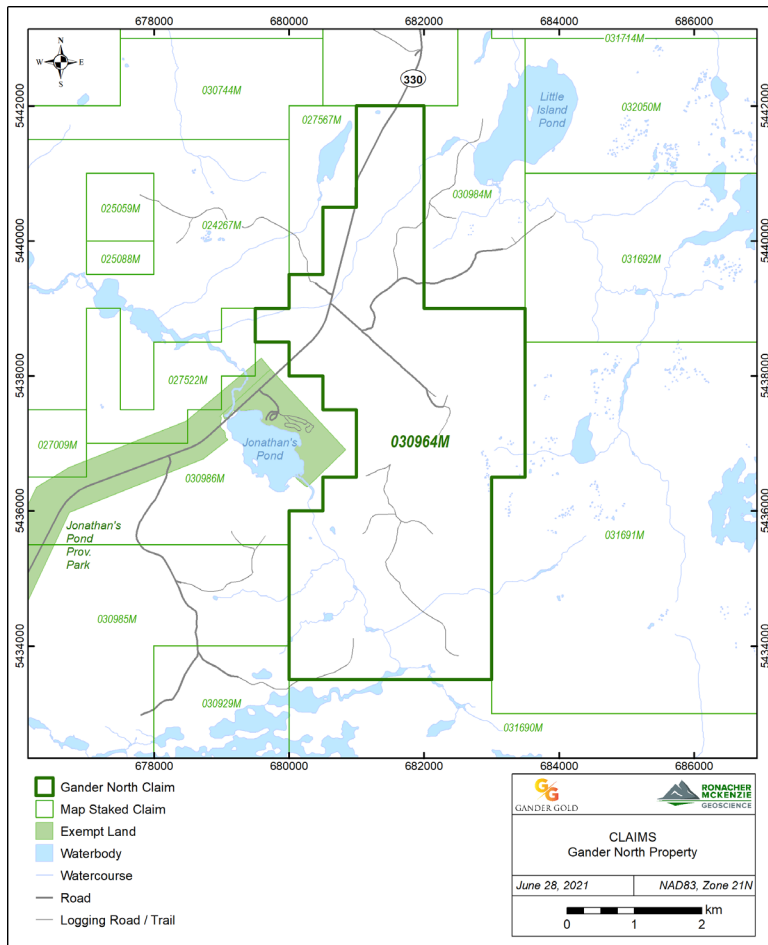 678000
680000
682000
684000
686000
N
W
E
S
330
031714M
030744M
027567M
Little
Island
Pond
032050M
5442000
5442000
025059M
024267M
030984M
5440000
5440000
025088M
031692M
5438000
5438000
027522M
027009M
Jonathan's
Pond
030964M
030986M
5436000
5436000
Jonathan's
Pond
Prov.
Park
031691M
030985M
5434000
5434000
030929M
031690M
678000
680000
682000
684000
686000
Gander North Claim
Map Staked Claim
Exempt Land
Waterbody
Watercourse
Road
Logging Road / Trail
GG
GANDER GOLD
RONACHER
MCKENZIE
GEOSCIENCE
CLAIMS
Gander North Property
June 28, 2021
NAD83, Zone 21N
km
0
1
2